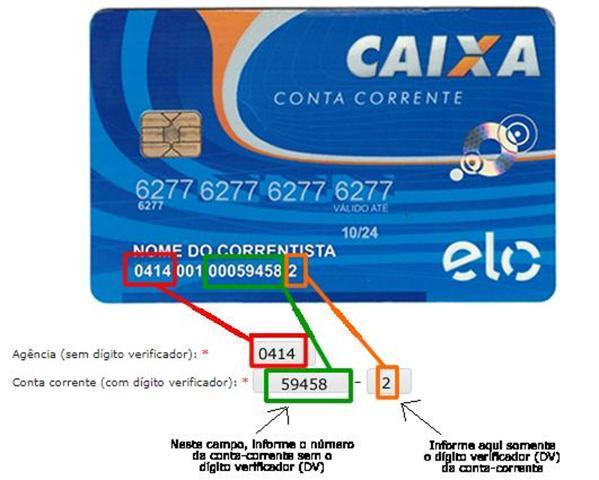 CAIXA
CONTA CORRENTE
6277 6277 6277 6277
6277
VÁLIDO ATÉ
10/24
NOME DO CORRENTISTA
0414 001 00059458 2
elo
Agência (sem dígito verificador): * 0414
Conta corrente (com dígito verificador): * 59458 - 2
Neste campo, informe o número
da conta-corrente sem o
dígito verificador (DV)
Informe aqui somente
o dígito verificador (DV)
da conta-corrente